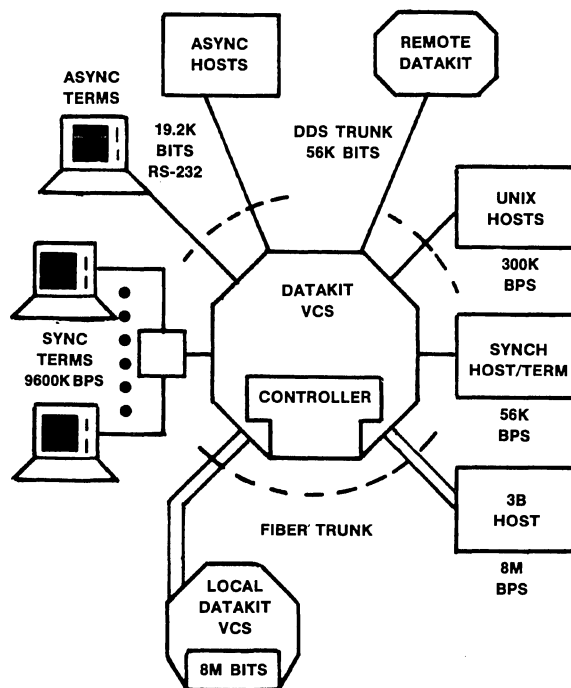 ASYNC
HOSTS
REMOTE
DATAKIT
ASYNC
TERMS
19.2K
BITS
RS-232
DDS TRUNK
56K BITS
UNIX
HOSTS
300K
BPS
DATAKIT
VCS
SYNC
TERMS
9600K BPS
SYNCH
HOST/TERM
56K
BPS
CONTROLLER
3B
HOST
8M
BPS
FIBER TRUNK
LOCAL
DATAKIT
VCS
8M BITS